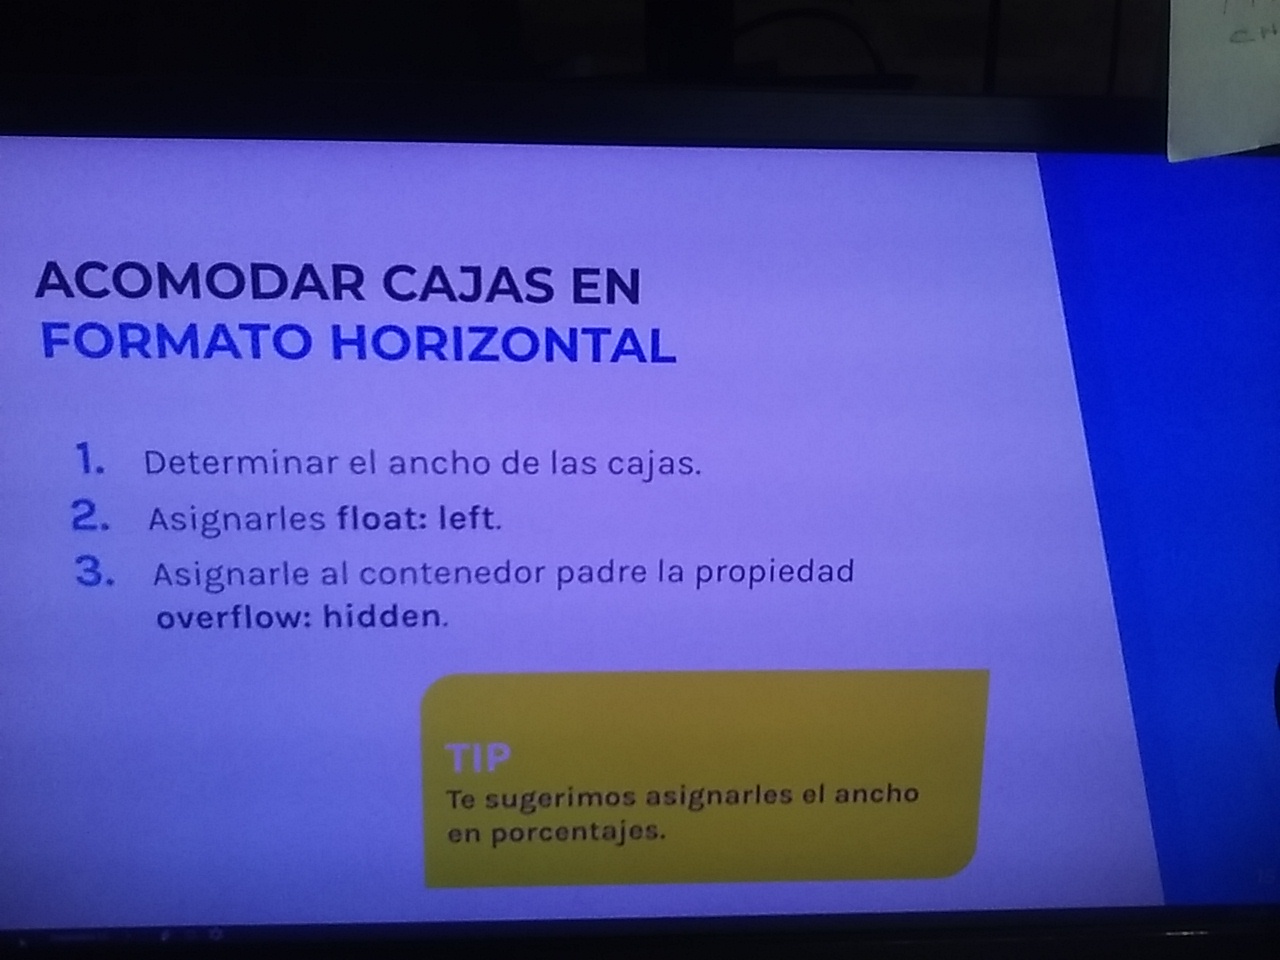 ACOMODAR CAJAS EN
FORMATO HORIZONTAL
1. Determinar el ancho de las cajas.
2. Asignarles float: left.
3. Asignarle al contenedor padre la propiedad
overflow: hidden.
TIP
Te sugerimos asignarles el ancho
en porcentajes.